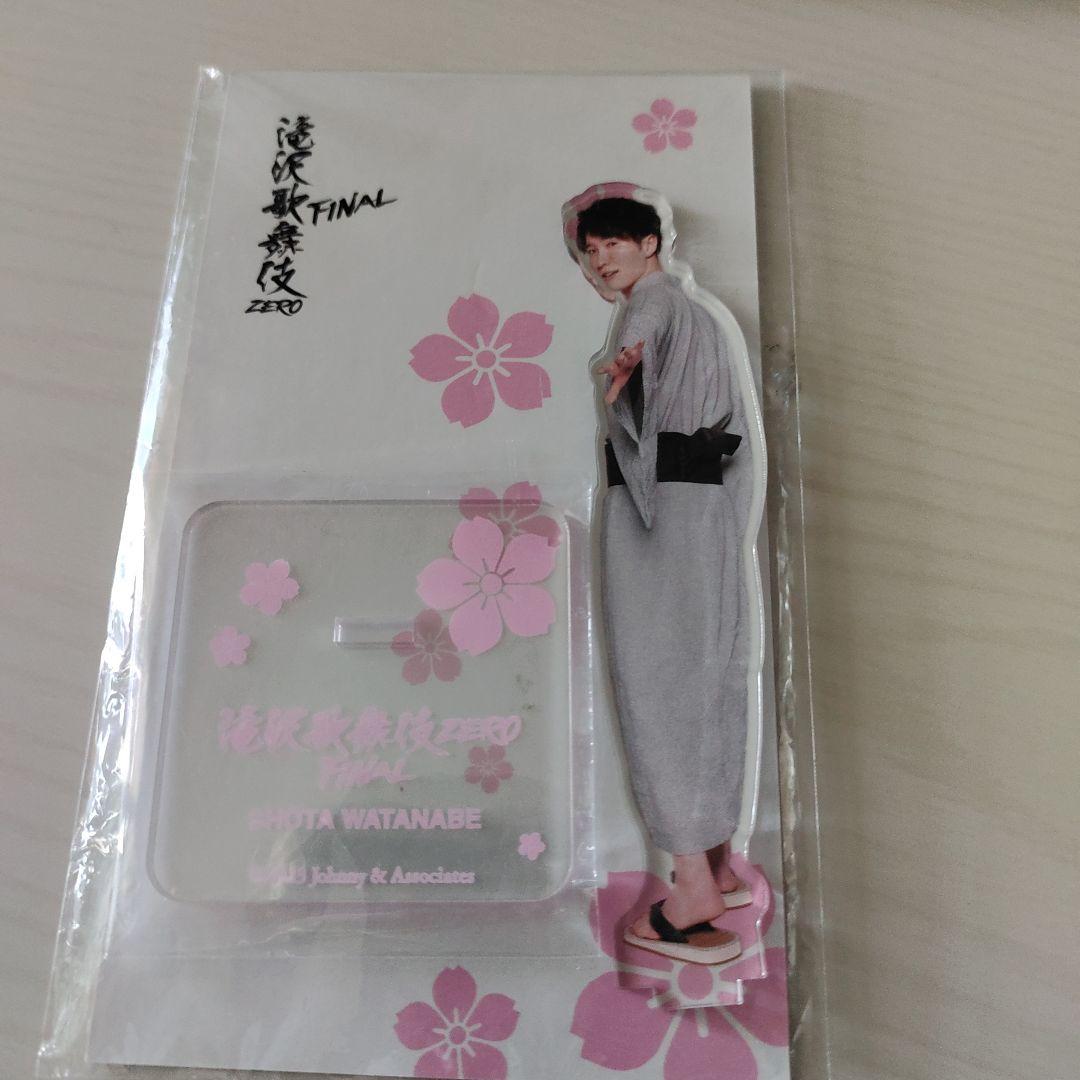 滝沢歌舞伎
ZERO
FINAL
滝沢歌舞伎ZERO
FINAL
SHOTA WATANABE
Johnny & Associates